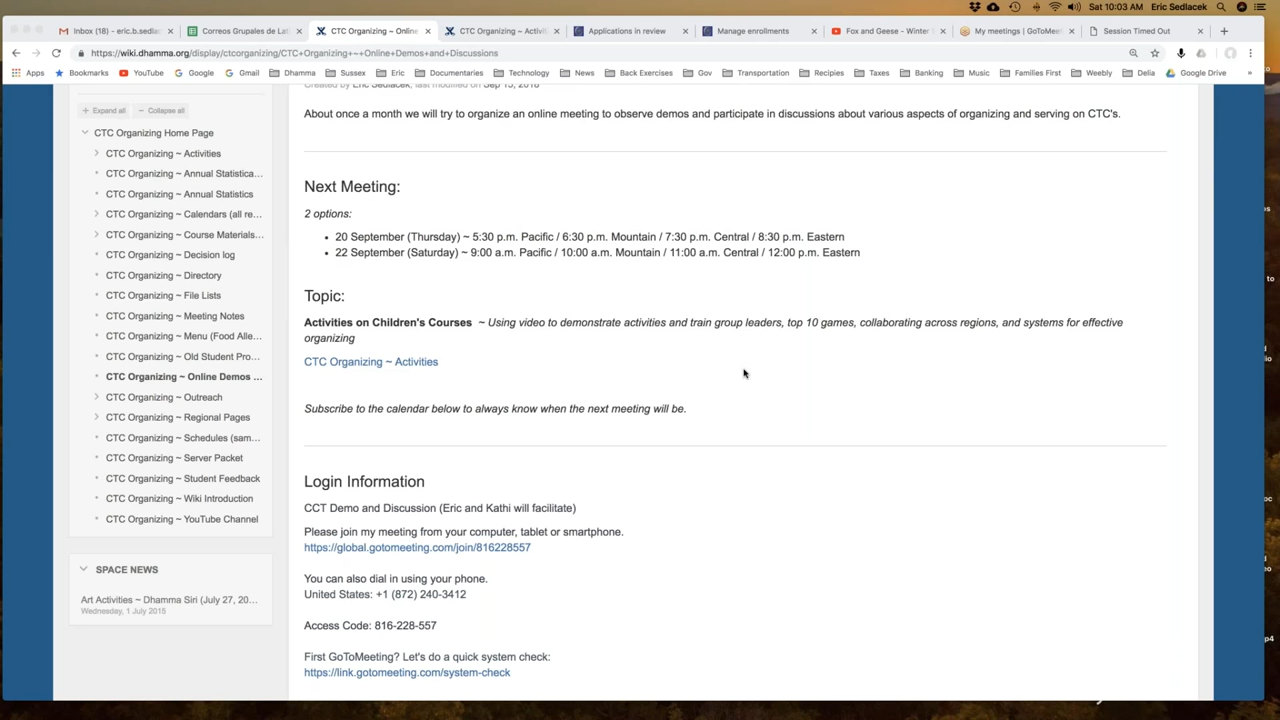 Sat 10:03 AM Eric Sedlacek
Inbox (18) - eric.b.sedlac
Correos Grupales de Lat
CTC Organizing ~ Online
CTC Organizing ~ Activi
Applications in review
Manage enrollments
Fox and Geese - Winter
My meetings | GoToMee
Session Timed Out
https://wiki.dhamma.org/display/ctcorganizing/CTC+Organizing+~+Online+Demos+and+Discussions
Apps Bookmarks YouTube Google Gmail Dhamma Sussex Eric Documentaries Technology News Back Exercises Gov Transportation Recipies Taxes Banking Music Families First Weebly Delia Google Drive »
Created by Eric Sedlacek, last modified on Sep 15, 2018
Expand all Collapse all
CTC Organizing Home Page
CTC Organizing ~ Activities
CTC Organizing ~ Annual Statistica...
CTC Organizing ~ Annual Statistics
CTC Organizing ~ Calendars (all re...
CTC Organizing ~ Course Materials...
CTC Organizing ~ Decision log
CTC Organizing ~ Directory
CTC Organizing ~ File Lists
CTC Organizing ~ Meeting Notes
CTC Organizing ~ Menu (Food Alle...
CTC Organizing ~ Old Student Pro...
CTC Organizing ~ Online Demos ...
CTC Organizing ~ Outreach
CTC Organizing ~ Regional Pages
CTC Organizing ~ Schedules (sam...
CTC Organizing ~ Server Packet
CTC Organizing ~ Student Feedback
CTC Organizing ~ Wiki Introduction
CTC Organizing ~ YouTube Channel
SPACE NEWS
Art Activities ~ Dhamma Siri (July 27, 20...
Wednesday, 1 July 2015
About once a month we will try to organize an online meeting to observe demos and participate in discussions about various aspects of organizing and serving on CTC's.
Next Meeting:
2 options:
• 20 September (Thursday) ~ 5:30 p.m. Pacific / 6:30 p.m. Mountain / 7:30 p.m. Central / 8:30 p.m. Eastern
• 22 September (Saturday) ~ 9:00 a.m. Pacific / 10:00 a.m. Mountain / 11:00 a.m. Central / 12:00 p.m. Eastern
Topic:
Activities on Children's Courses ~ Using video to demonstrate activities and train group leaders, top 10 games, collaborating across regions, and systems for effective
organizing
CTC Organizing ~ Activities
Subscribe to the calendar below to always know when the next meeting will be.
Login Information
CCT Demo and Discussion (Eric and Kathi will facilitate)
Please join my meeting from your computer, tablet or smartphone.
https://global.gotomeeting.com/join/816228557
You can also dial in using your phone.
United States: +1 (872) 240-3412
Access Code: 816-228-557
First GoToMeeting? Let's do a quick system check:
https://link.gotomeeting.com/system-check